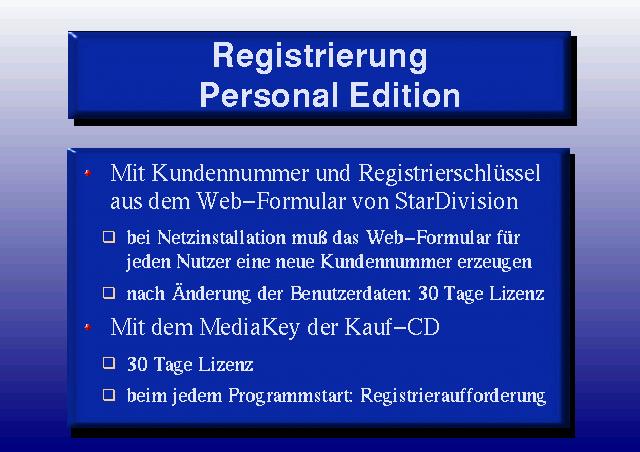 Registrierung
Personal Edition
Mit Kundennummer und Registrierschlüssel
aus dem Web-Formular von StarDivision
bei Netzinstallation muß das Web-Formular für
jeden Nutzer eine neue Kundennummer erzeugen
nach Änderung der Benutzerdaten: 30 Tage Lizenz
Mit dem MediaKey der Kauf-CD
30 Tage Lizenz
beim jedem Programmstart: Registrieraufforderung